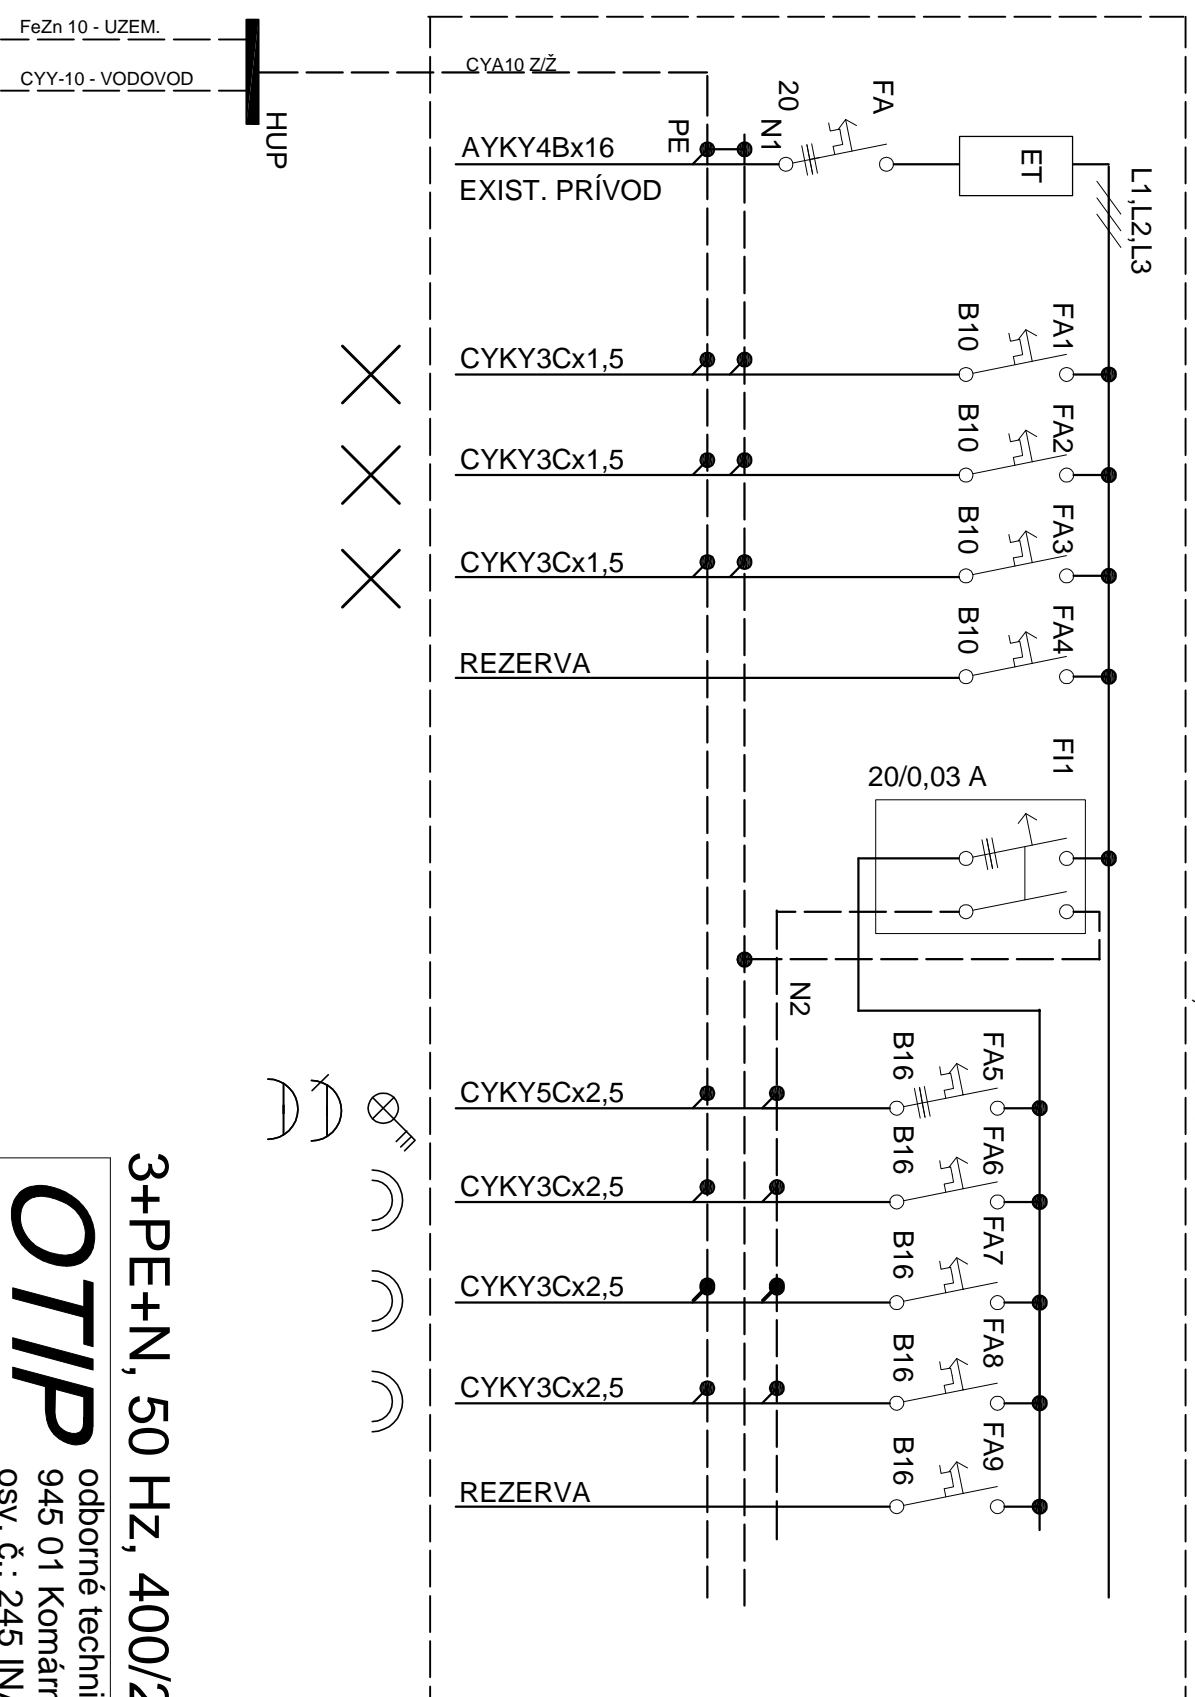 FeZn 10 - UZEM.
CYY-10 - VODOVOD
HUP
CYA10 Z/Ž
AYKY4Bx16
EXIST. PRÍVOD
PE
N1
20
FA
ET
L1,L2,L3
CYKY3Cx1,5
B10
FA1
CYKY3Cx1,5
B10
FA2
CYKY3Cx1,5
B10
FA3
REZERVA
B10
FA4
FI1
20/0,03 A
N2
CYKY5Cx2,5
B16
FA5
CYKY3Cx2,5
B16
FA6
CYKY3Cx2,5
B16
FA7
CYKY3Cx2,5
B16
FA8
REZERVA
B16
FA9
3+PE+N, 50 Hz, 400/2
OTIP
odborné techni
945 01 Komárn
osv. č.: 245 IN